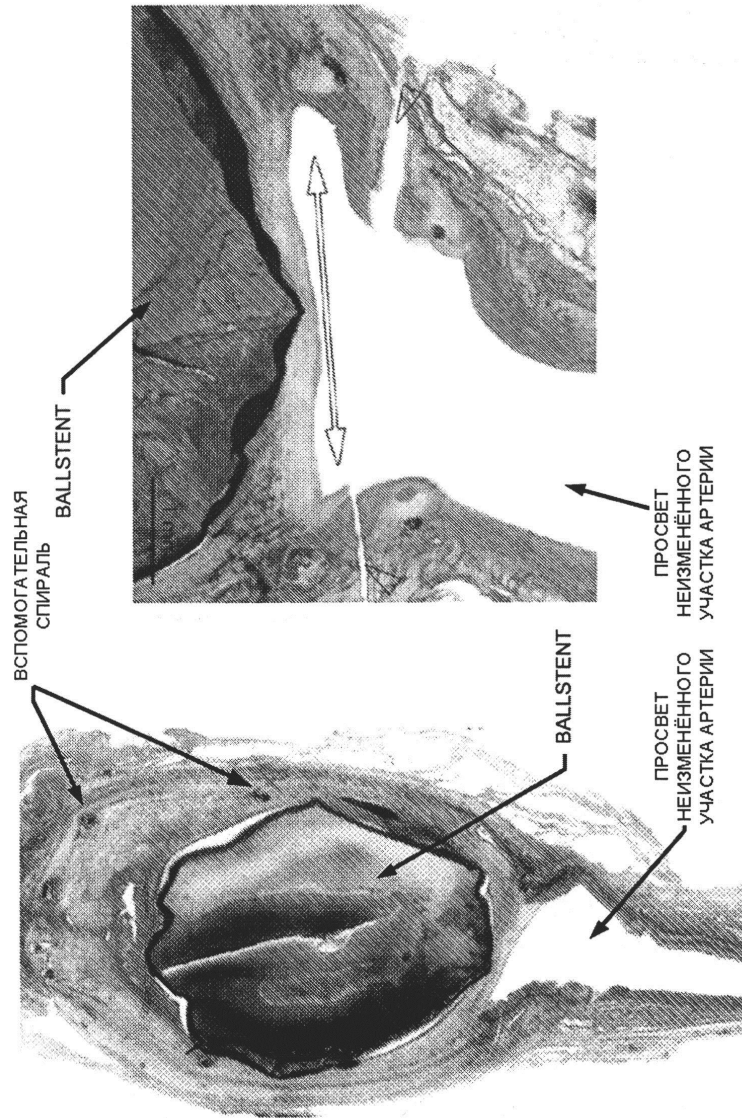 ВСПОМОГАТЕЛЬНАЯ
СПИРАЛЬ
BALLSTENT
BALLSTENT
ПРОСВЕТ
НЕИЗМЕНЁННОГО
УЧАСТКА АРТЕРИИ
ПРОСВЕТ
НЕИЗМЕНЁННОГО
УЧАСТКА АРТЕРИИ